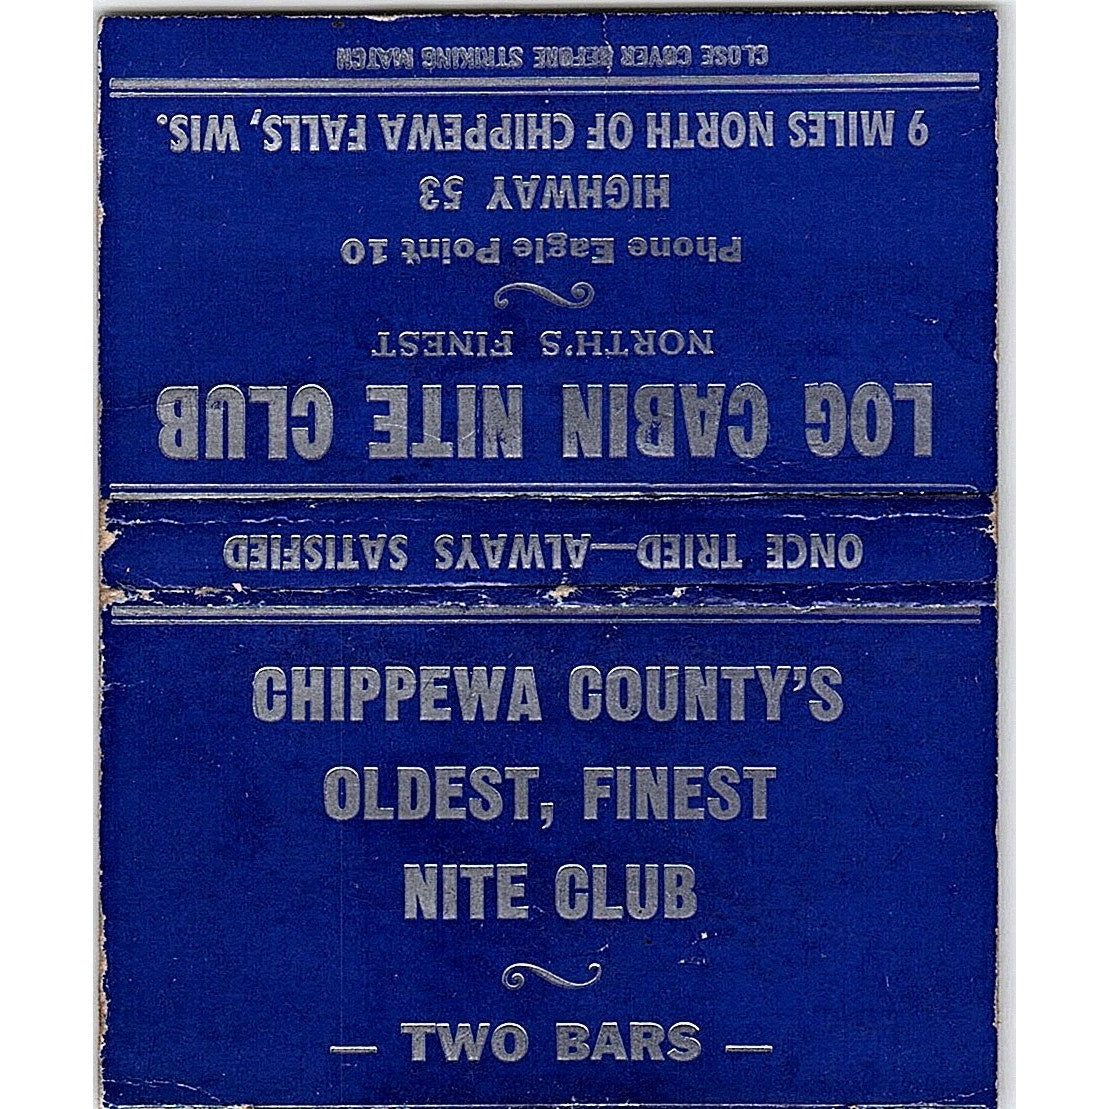 LOG CABIN NITE CLUB
NORTH'S FINEST
Phone Eagle Point 10
HIGHWAY 53
9 MILES NORTH OF CHIPPEWA FALLS, WIS.
CLOSE COVER BEFORE STRIKING MATCH
ONCE TRIED—ALWAYS SATISFIED
CHIPPEWA COUNTY'S
OLDEST, FINEST
NITE CLUB
— TWO BARS —